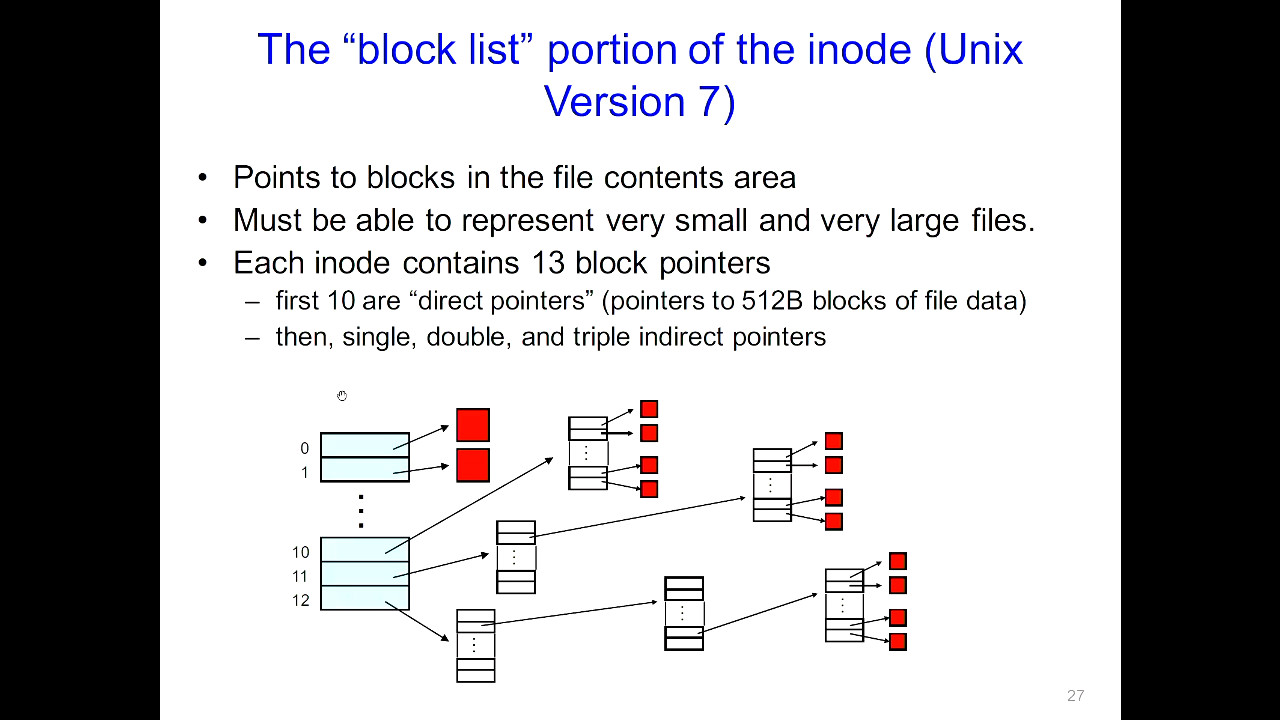 The “block list” portion of the inode (Unix
Version 7)
• Points to blocks in the file contents area
• Must be able to represent very small and very large files.
• Each inode contains 13 block pointers
– first 10 are “direct pointers” (pointers to 512B blocks of file data)
– then, single, double, and triple indirect pointers
0
1
10
11
12
27